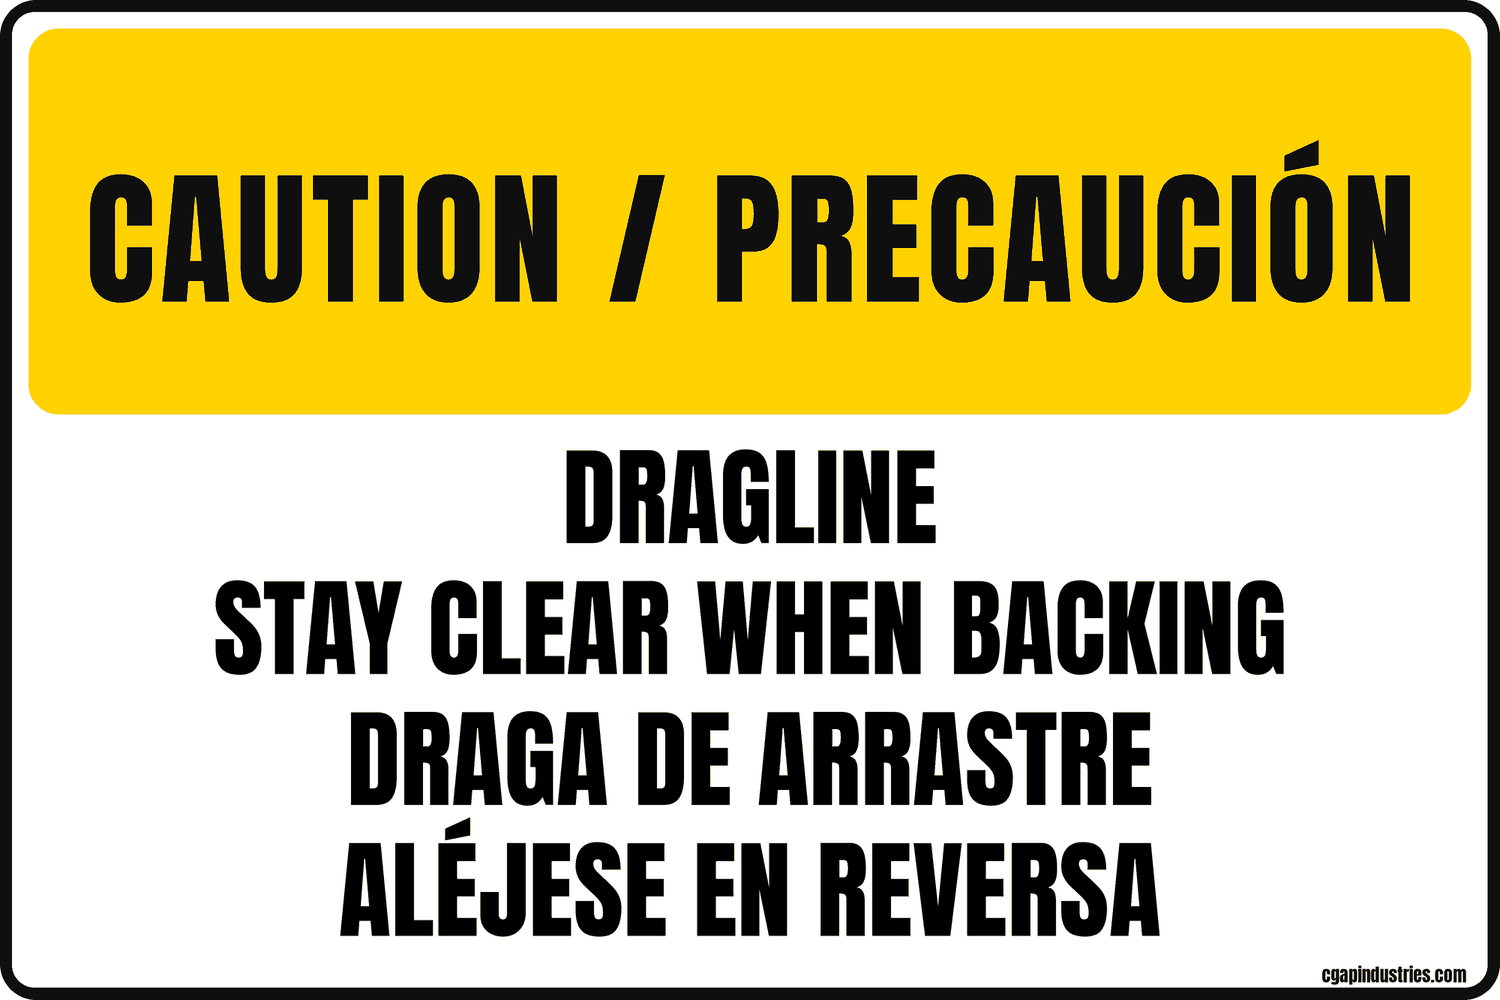 CAUTION / PRECAUCIÓN
DRAGLINE
STAY CLEAR WHEN BACKING
DRAGA DE ARRASTRE
ALÉJESE EN REVERSA
cgapindustries.com